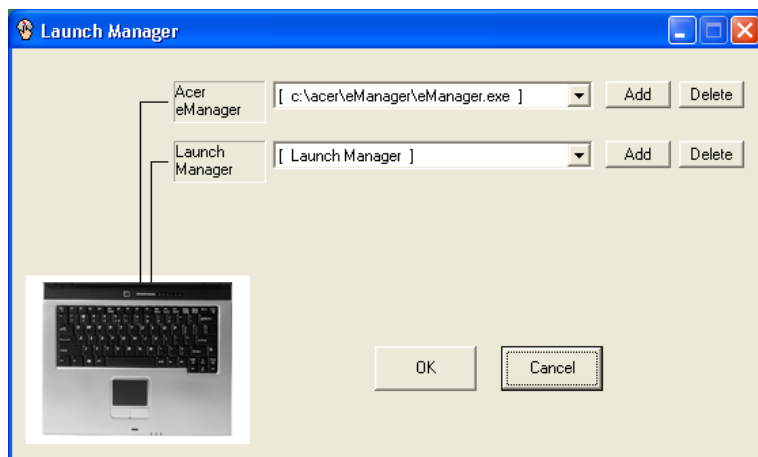 Launch Manager
Acer
eManager
[ c:\acer\eManager\eManager.exe ]
Add
Delete
Launch
Manager
[ Launch Manager ]
Add
Delete
OK
Cancel